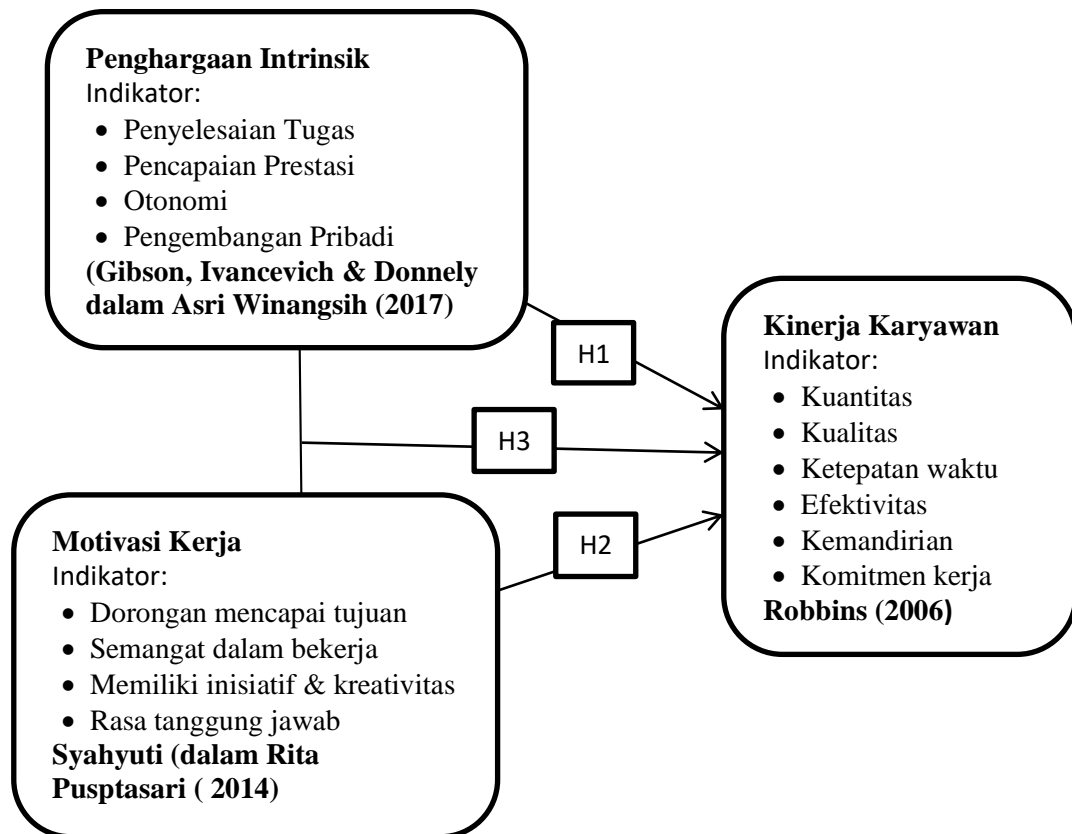 Penghargaan Intrinsik
Indikator:
• Penyelesaian Tugas
• Pencapaian Prestasi
• Otonomi
• Pengembangan Pribadi
(Gibson, Ivancevich & Donnely
dalam Asri Winangsih (2017)
H1
H3
H2
Motivasi Kerja
Indikator:
• Dorongan mencapai tujuan
• Semangat dalam bekerja
• Memiliki inisiatif & kreativitas
• Rasa tanggung jawab
Syahyuti (dalam Rita
Pusptasari ( 2014)
Kinerja Karyawan
Indikator:
• Kuantitas
• Kualitas
• Ketepatan waktu
• Efektivitas
• Kemandirian
• Komitmen kerja
Robbins (2006)